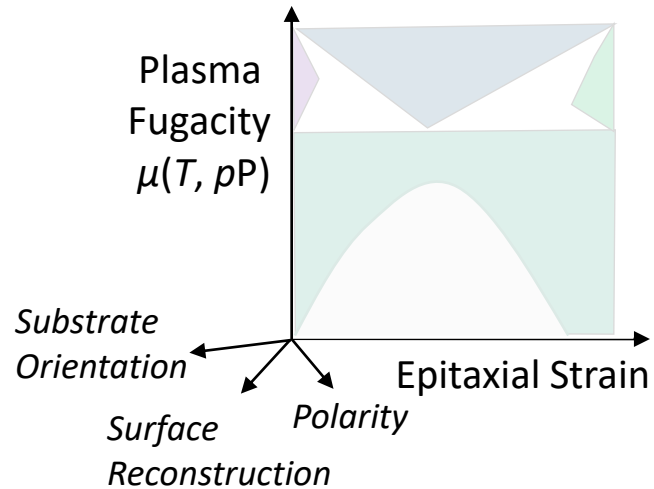 Plasma
Fugacity
μ(T, pP)
Substrate
Orientation
Surface
Reconstruction
Polarity
Epitaxial Strain